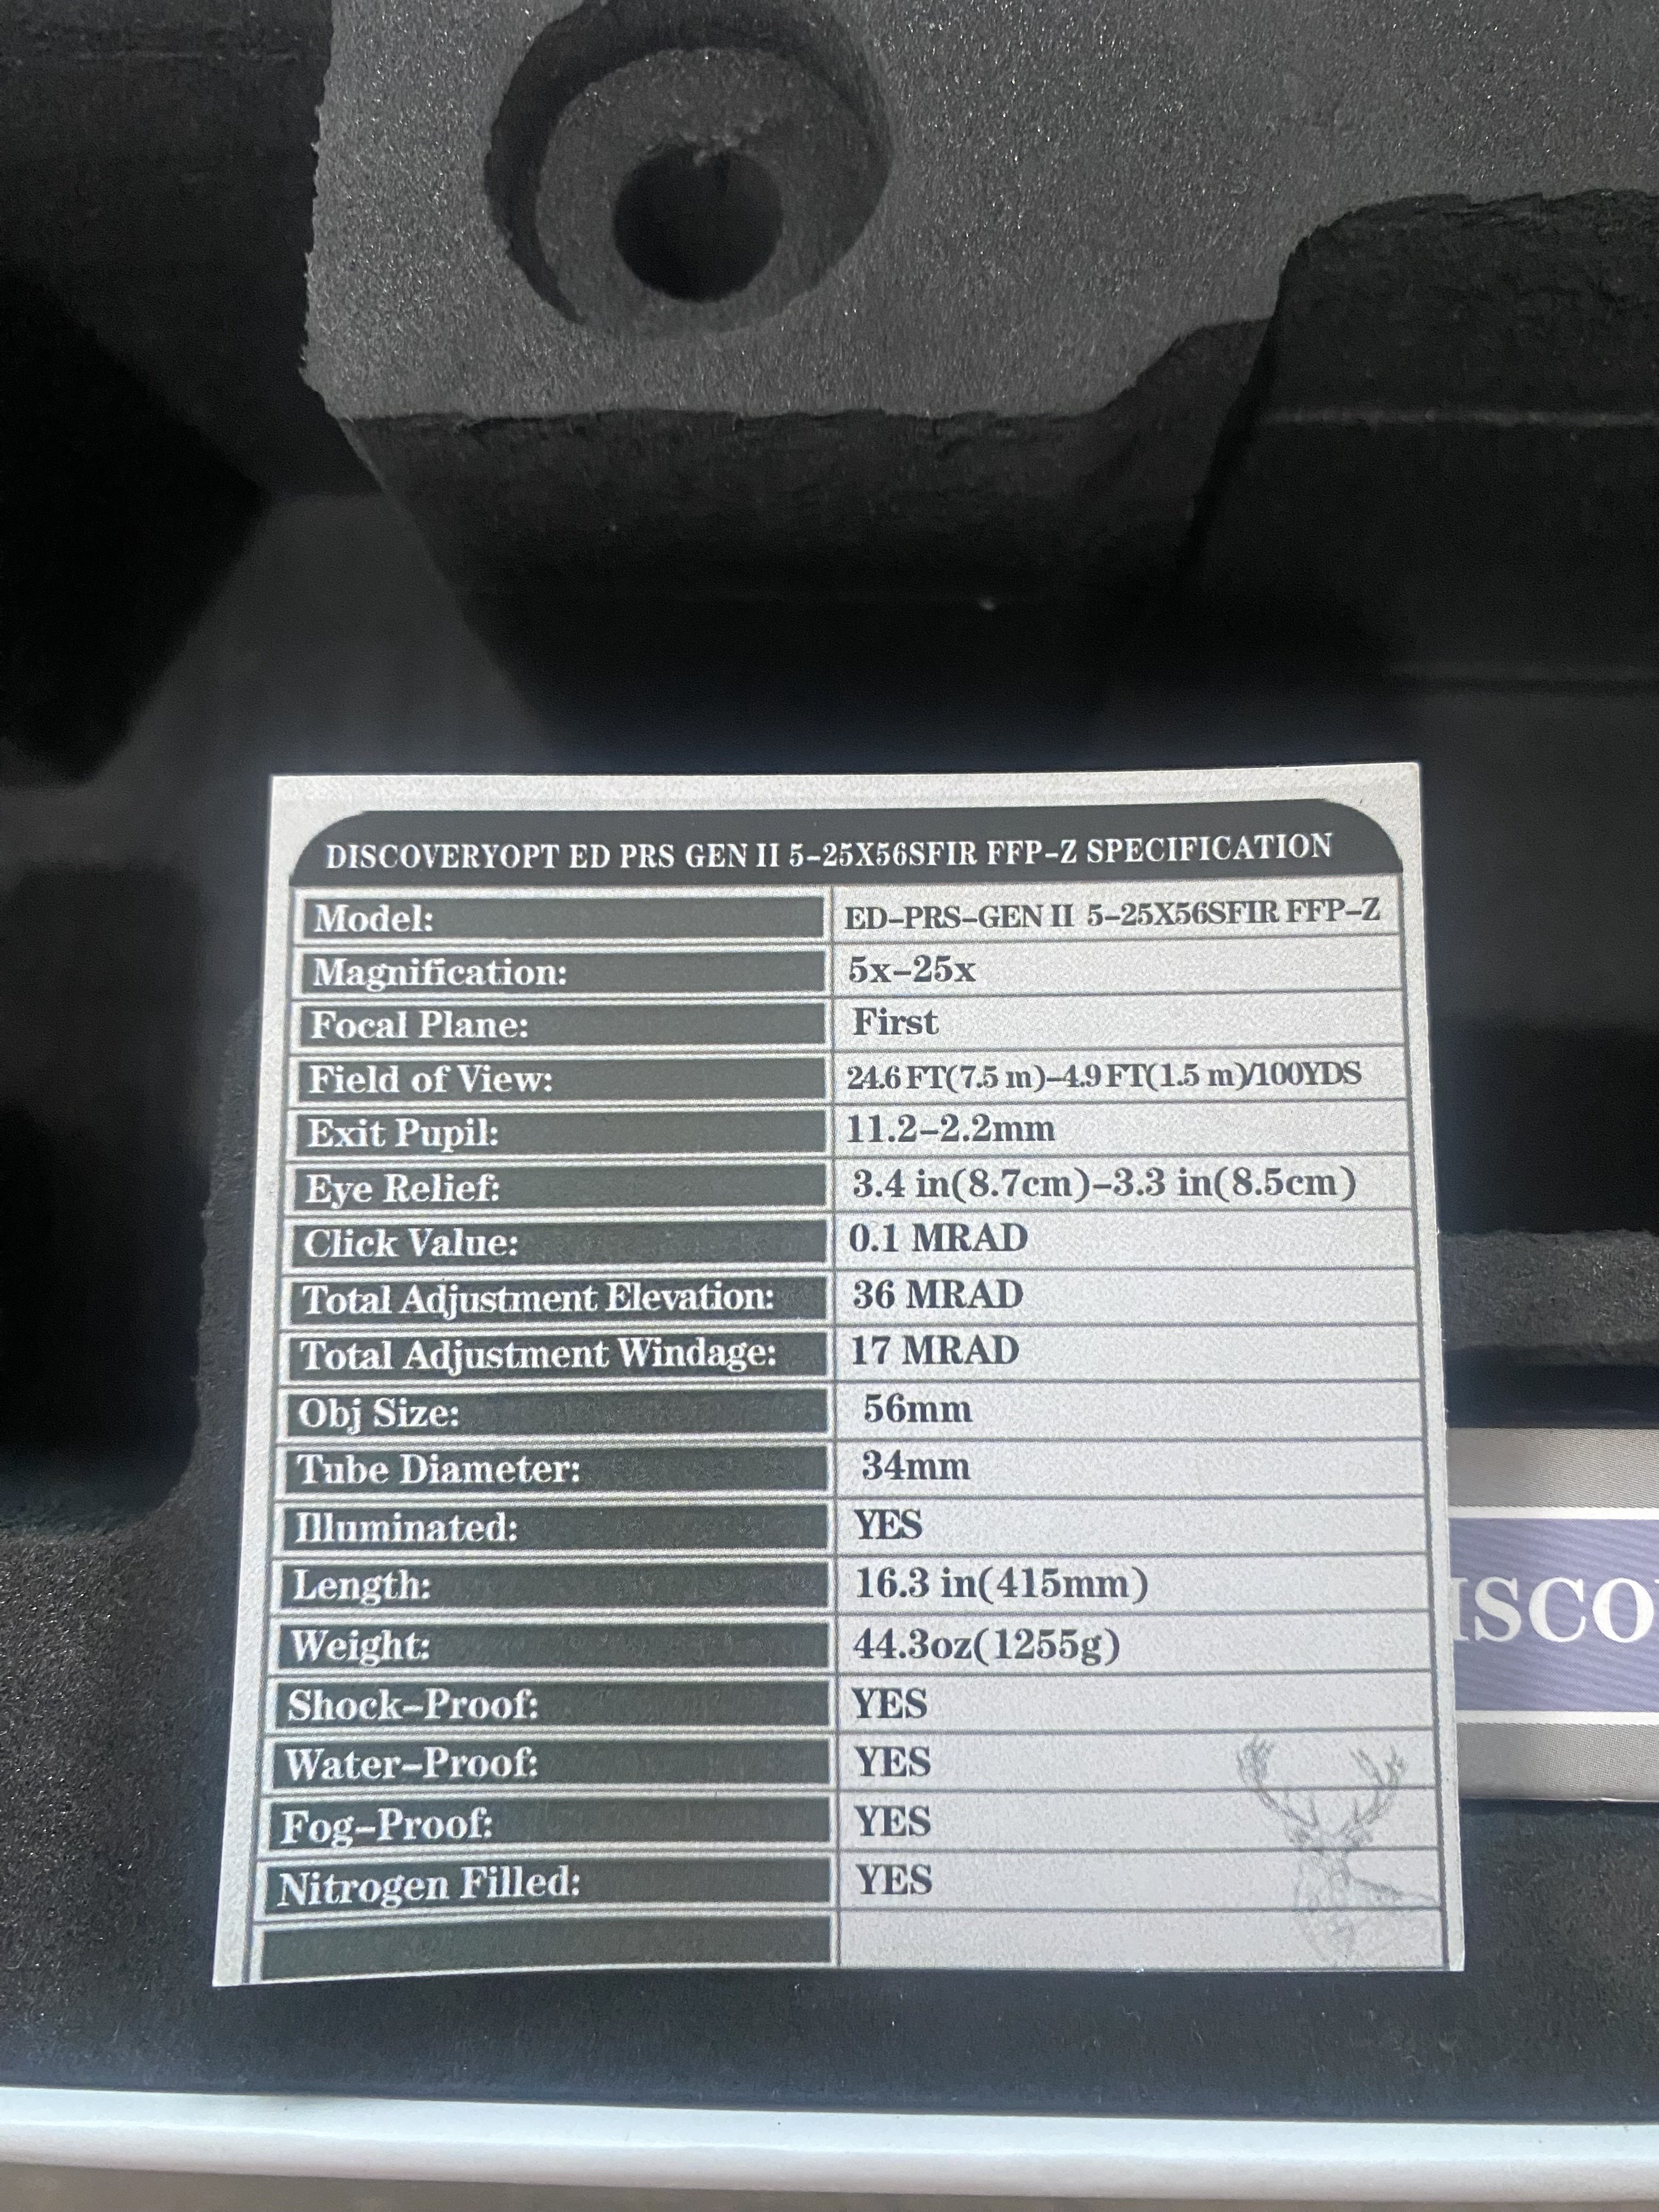 DISCOVERYOPT ED PRS GEN II 5-25X56SFIR FFP-Z SPECIFICATION
Model: ED-PRS-GEN II 5-25X56SFIR FFP-Z
Magnification: 5x-25x
Focal Plane: First
Field of View: 24.6 FT(7.5 m)-4.9 FT(1.5 m)/100YDS
Exit Pupil: 11.2-2.2mm
Eye Relief: 3.4 in(8.7cm)-3.3 in(8.5cm)
Click Value: 0.1 MRAD
Total Adjustment Elevation: 36 MRAD
Total Adjustment Windage: 17 MRAD
Obj Size: 56mm
Tube Diameter: 34mm
Illuminated: YES
Length: 16.3 in(415mm)
Weight: 44.3oz(1255g)
Shock-Proof: YES
Water-Proof: YES
Fog-Proof: YES
Nitrogen Filled: YES
ISCO